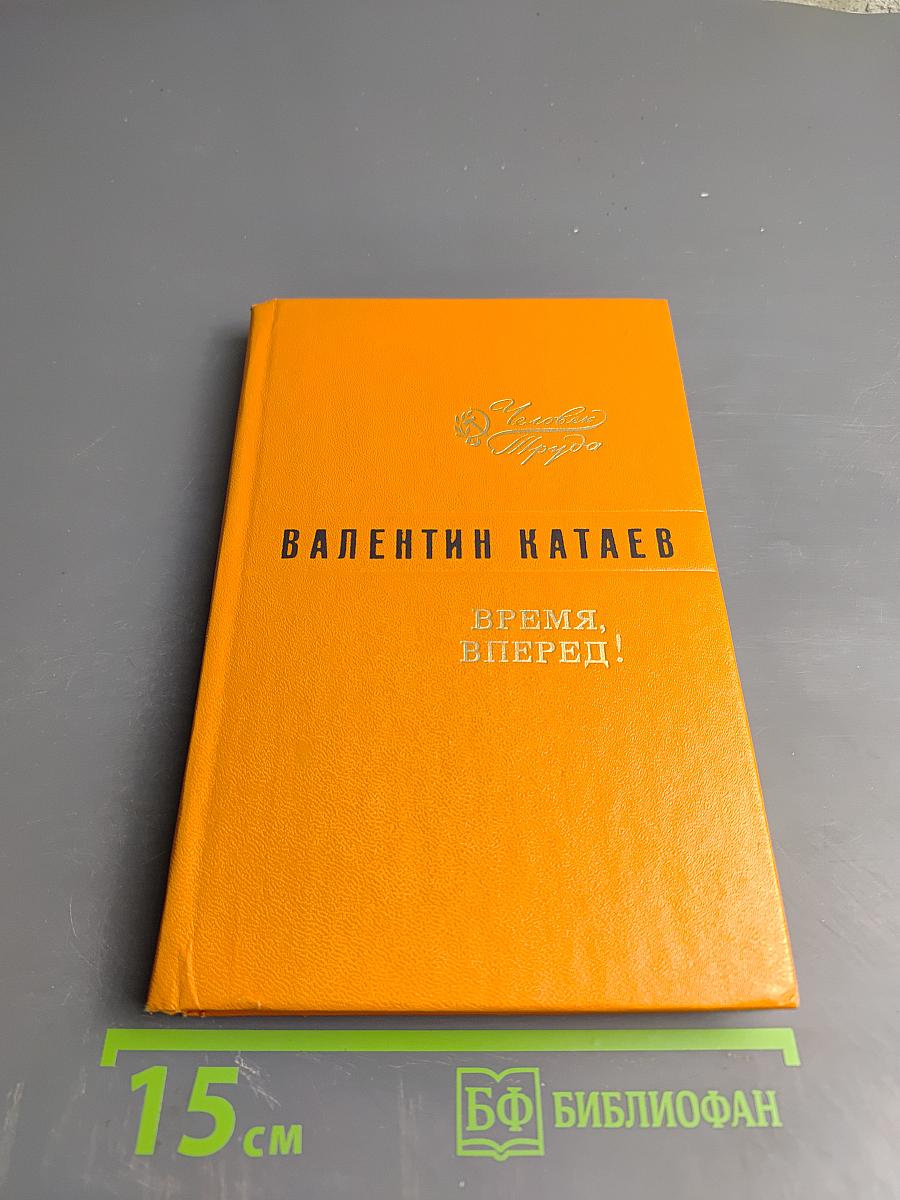 Человек
Труда
ВАЛЕНТИН КАТАЕВ
ВРЕМЯ,
ВПЕРЕД!
15 см
БФ БИБЛИОФАН